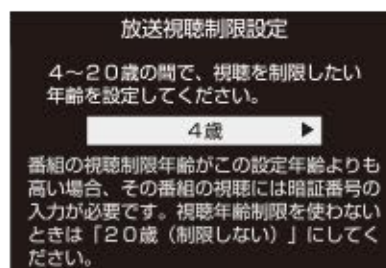 放送視聴制限設定
4～20歳の間で、視聴を制限したい
年齢を設定してください。
4歳
番組の視聴制限年齢がこの設定年齢よりも
高い場合、その番組の視聴には暗証番号の
入力が必要です。視聴年齢制限を使わない
ときは「20歳（制限しない）」にしてく
ださい。